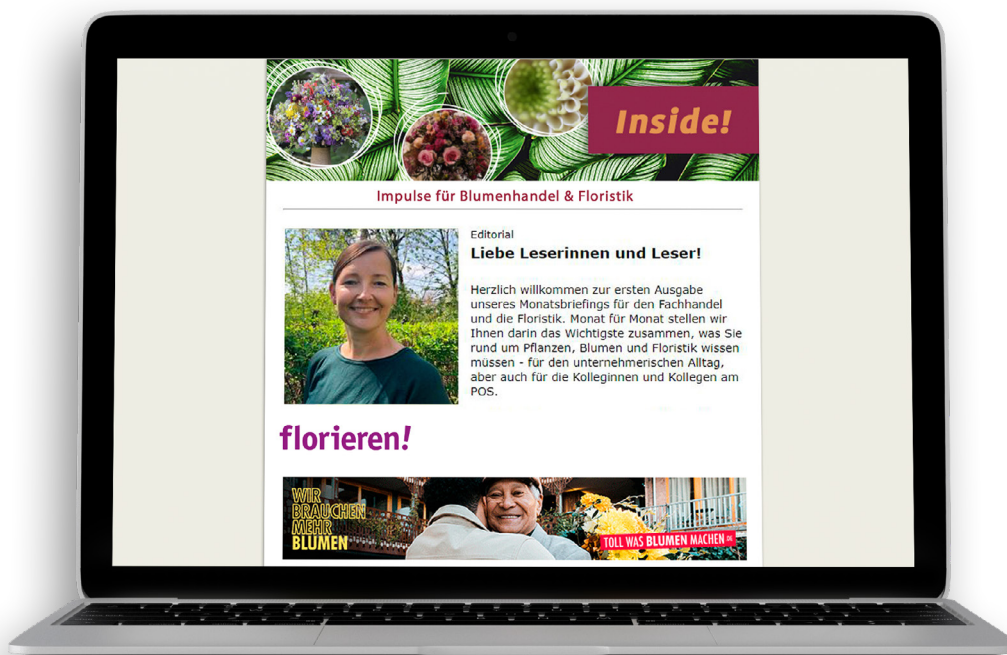 Inside!
Impulse für Blumenhandel & Floristik
Editorial
Liebe Leserinnen und Leser!
Herzlich willkommen zur ersten Ausgabe
unseres Monatsbriefings für den Fachhandel
und die Floristik. Monat für Monat stellen wir
Ihnen darin das Wichtigste zusammen, was Sie
rund um Pflanzen, Blumen und Floristik wissen
müssen - für den unternehmerischen Alltag,
aber auch für die Kolleginnen und Kollegen am
POS.
florieren!
WIR
BRAUCHEN
MEHR
BLUMEN
TOLL WAS BLUMEN MACHEN